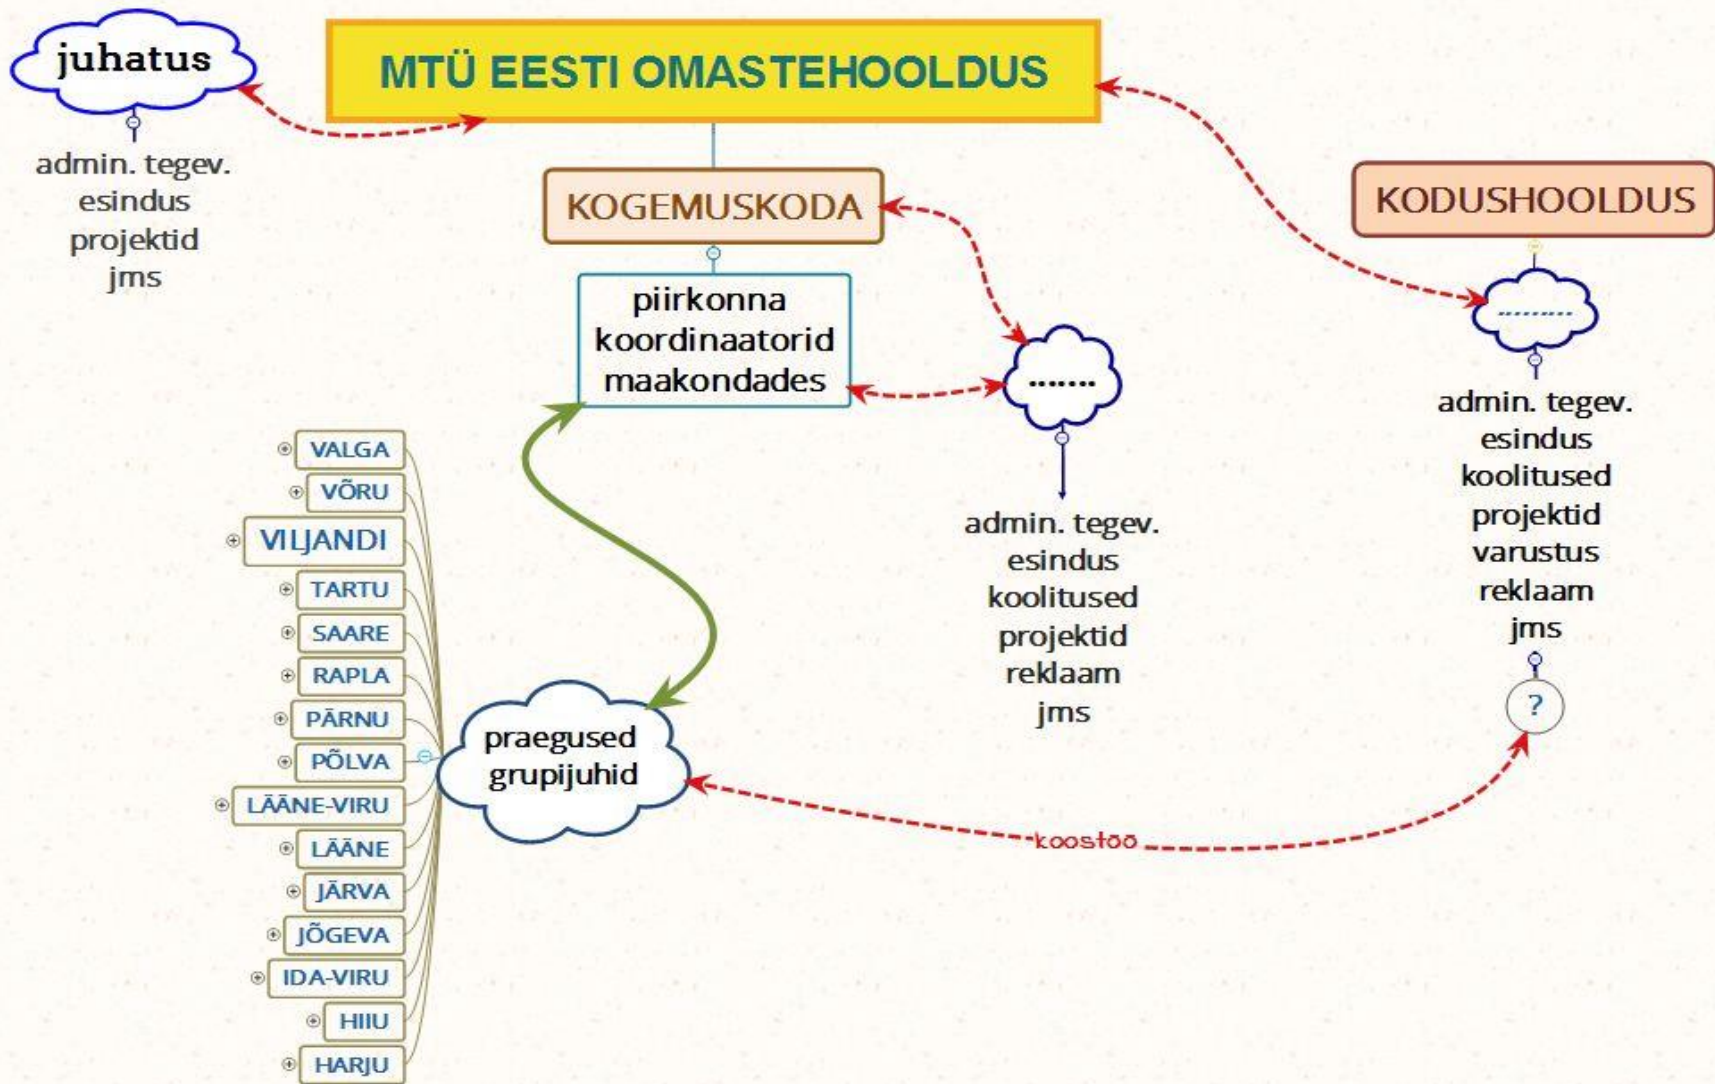 juhatus
admin. tegev.
esindus
projektid
jms
MTÜ EESTI OMASTEHOOLDUS
KOGEMUSKODA
piirkonna
koordinaatorid
maakondades
.......
admin. tegev.
esindus
koolitused
projektid
reklaam
jms
KODUSHOOLDUS
.........
admin. tegev.
esindus
koolitused
projektid
varustus
reklaam
jms
?
praegused
grupijuhid
koostöö
VALGA
VÕRU
VILJANDI
TARTU
SAARE
RAPLA
PÄRNU
PÕLVA
LÄÄNE-VIRU
LÄÄNE
JÄRVA
JÕGEVA
IDA-VIRU
HIIU
HARJU